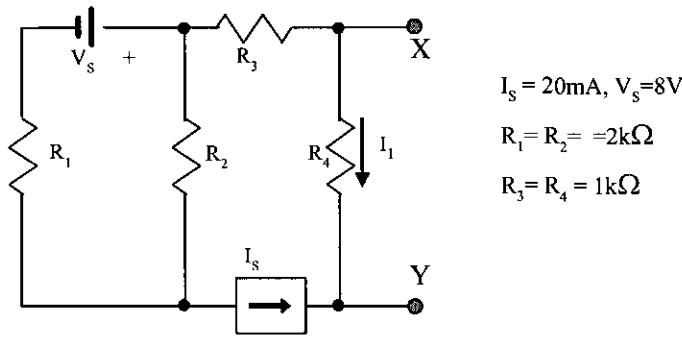 V_S +
R_3
X
I_S = 20mA, V_S=8V
R_1
R_2
R_4
I_1
R_1= R_2= =2kΩ
R_3= R_4 = 1kΩ
I_S
Y